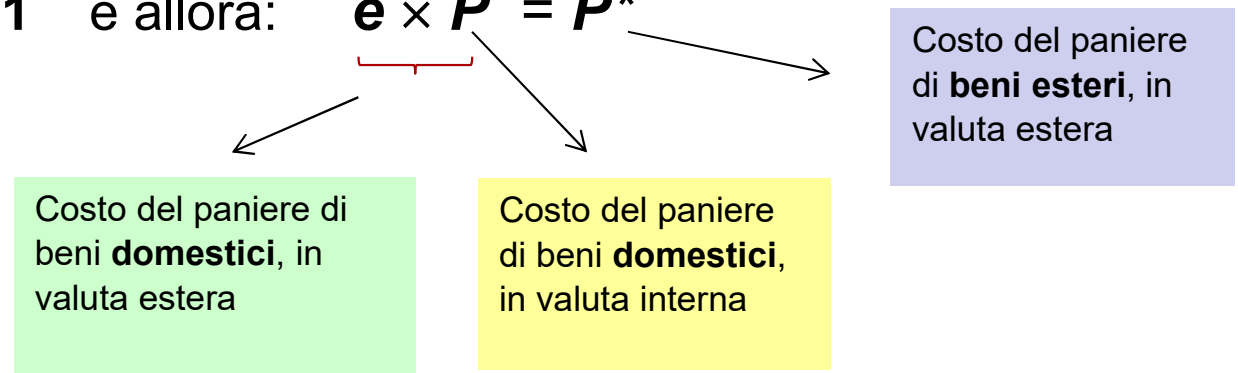 1 e allora: e × P = P*
Costo del paniere
di beni esteri, in
valuta estera
Costo del paniere di
beni domestici, in
valuta estera
Costo del paniere
di beni domestici,
in valuta interna